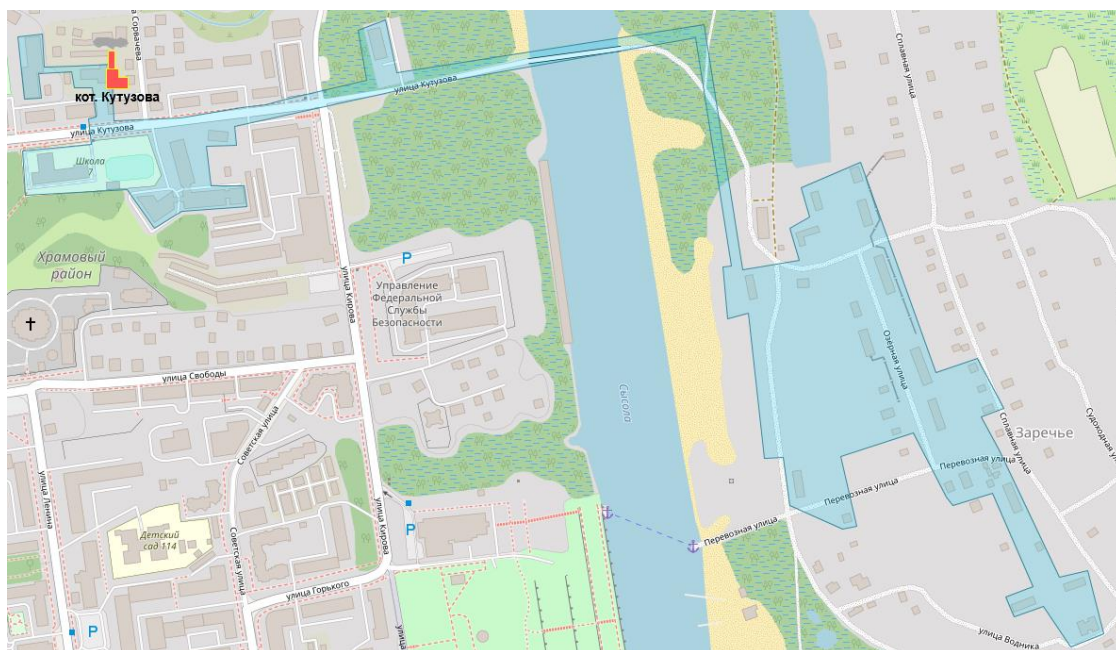 а Сорвачева
кот. Кутузова
улица Кутузова
улица Кутузова
Школа
7
Храмовый
район
P
Управление
Федеральной
Службы
Безопасности
улица Кирова
улица Свободы
Советская улица
Советская улица
улица Ленина
Детский
сад 114
P
улица Кирова
P
улица Горького
Сысола
Сплавная улица
Озёрная улица
Заречье
Сплавная улица
Судоходная ул
Перевозная улица
Перевозная улица
Перевозная улица
улица Водника